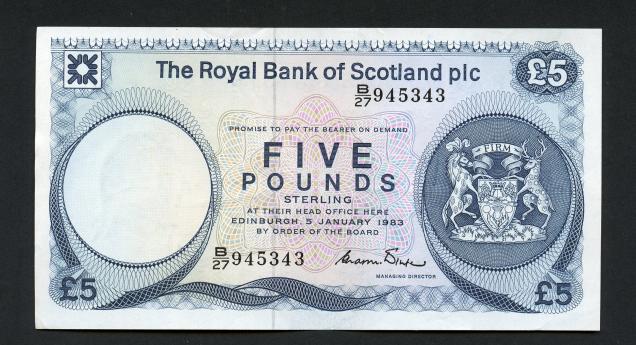 The Royal Bank of Scotland plc
£5
B/27 945343
PROMISE TO PAY THE BEARER ON DEMAND
FIRM
FIVE
POUNDS
STERLING
AT THEIR HEAD OFFICE HERE
EDINBURGH, 5 JANUARY 1983
BY ORDER OF THE BOARD
B/27 945343
MANAGING DIRECTOR
£5
£5